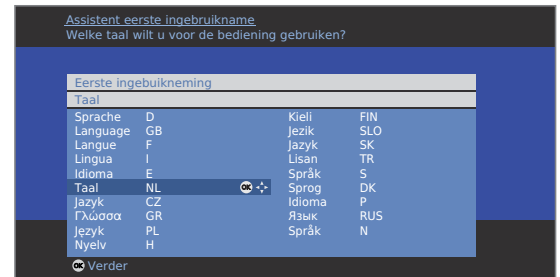 Assistent eerste ingebruikname
Welke taal wilt u voor de bediening gebruiken?
Eerste ingebuikneming
Taal
Sprache D Kieli FIN
Language GB Jezik SLO
Langue F Jazyk SK
Lingua I Lisan TR
Idioma E Språk S
Taal NL OK Sprog DK
Jazyk CZ Idioma P
Γλώσσα GR Язык RUS
Język PL Språk N
Nyelv H
OK Verder